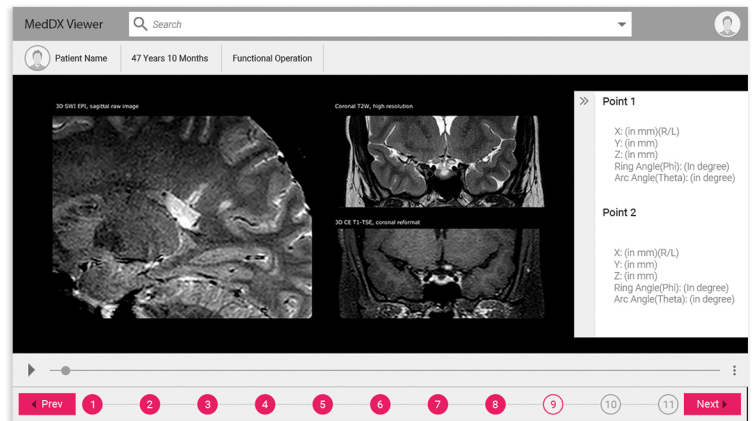 MedDX Viewer
Search
Patient Name
47 Years 10 Months
Functional Operation
3D SWI EPI, sagittal raw image
Coronal T2W, high resolution
3D CE T1-TSE, coronal reformat
Point 1
X: (in mm)(R/L)
Y: (in mm)
Z: (in mm)
Ring Angle(Phi): (In degree)
Arc Angle(Theta): (in degree)
Point 2
X: (in mm)(R/L)
Y: (in mm)
Z: (in mm)
Ring Angle(Phi): (In degree)
Arc Angle(Theta): (in degree)
Prev 1 2 3 4 5 6 7 8 9 10 11 Next